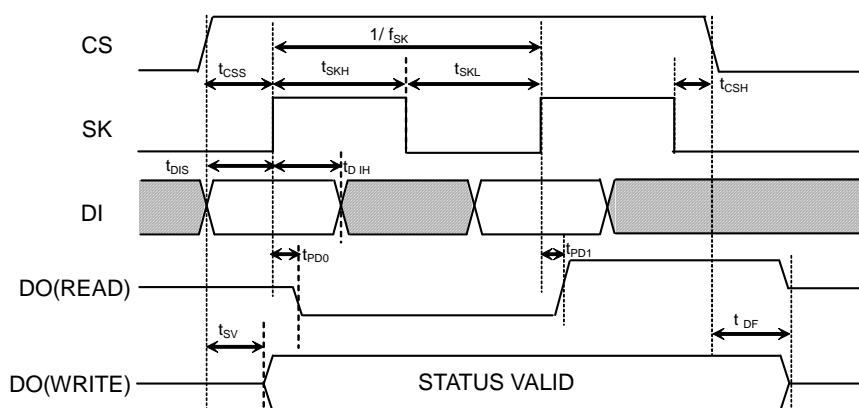 CS
1/ fSK
tCSS tSKH tSKL tCSH
SK
tDIS tD IH
DI
tPD0 tPD1
DO(READ)
tSV t DF
DO(WRITE) STATUS VALID